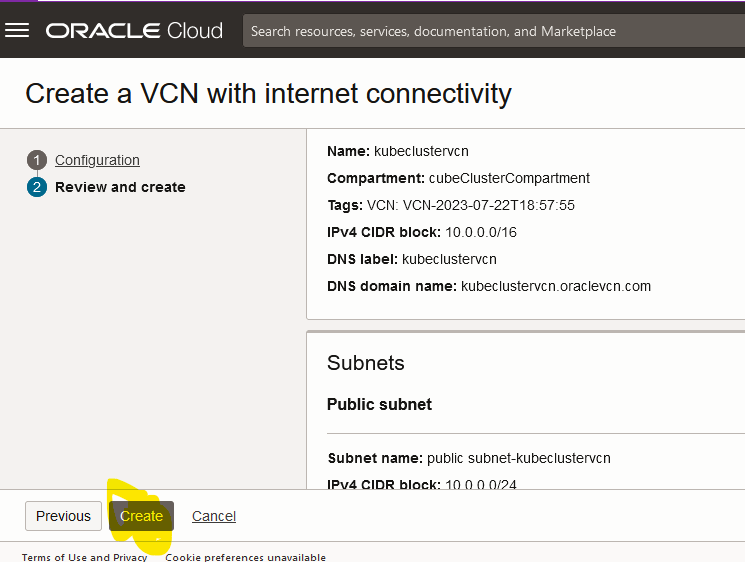 ORACLE Cloud
Search resources, services, documentation, and Marketplace
Create a VCN with internet connectivity
1 Configuration
2 Review and create
Name: kubeclustervcn
Compartment: cubeClusterCompartment
Tags: VCN: VCN-2023-07-22T18:57:55
IPv4 CIDR block: 10.0.0.0/16
DNS label: kubeclustervcn
DNS domain name: kubeclustervcn.oraclevcn.com
Subnets
Public subnet
Subnet name: public subnet-kubeclustervcn
IPv4 CIDR block: 10.0.0.0/24
Previous Create Cancel
Terms of Use and Privacy Cookie preferences unavailable